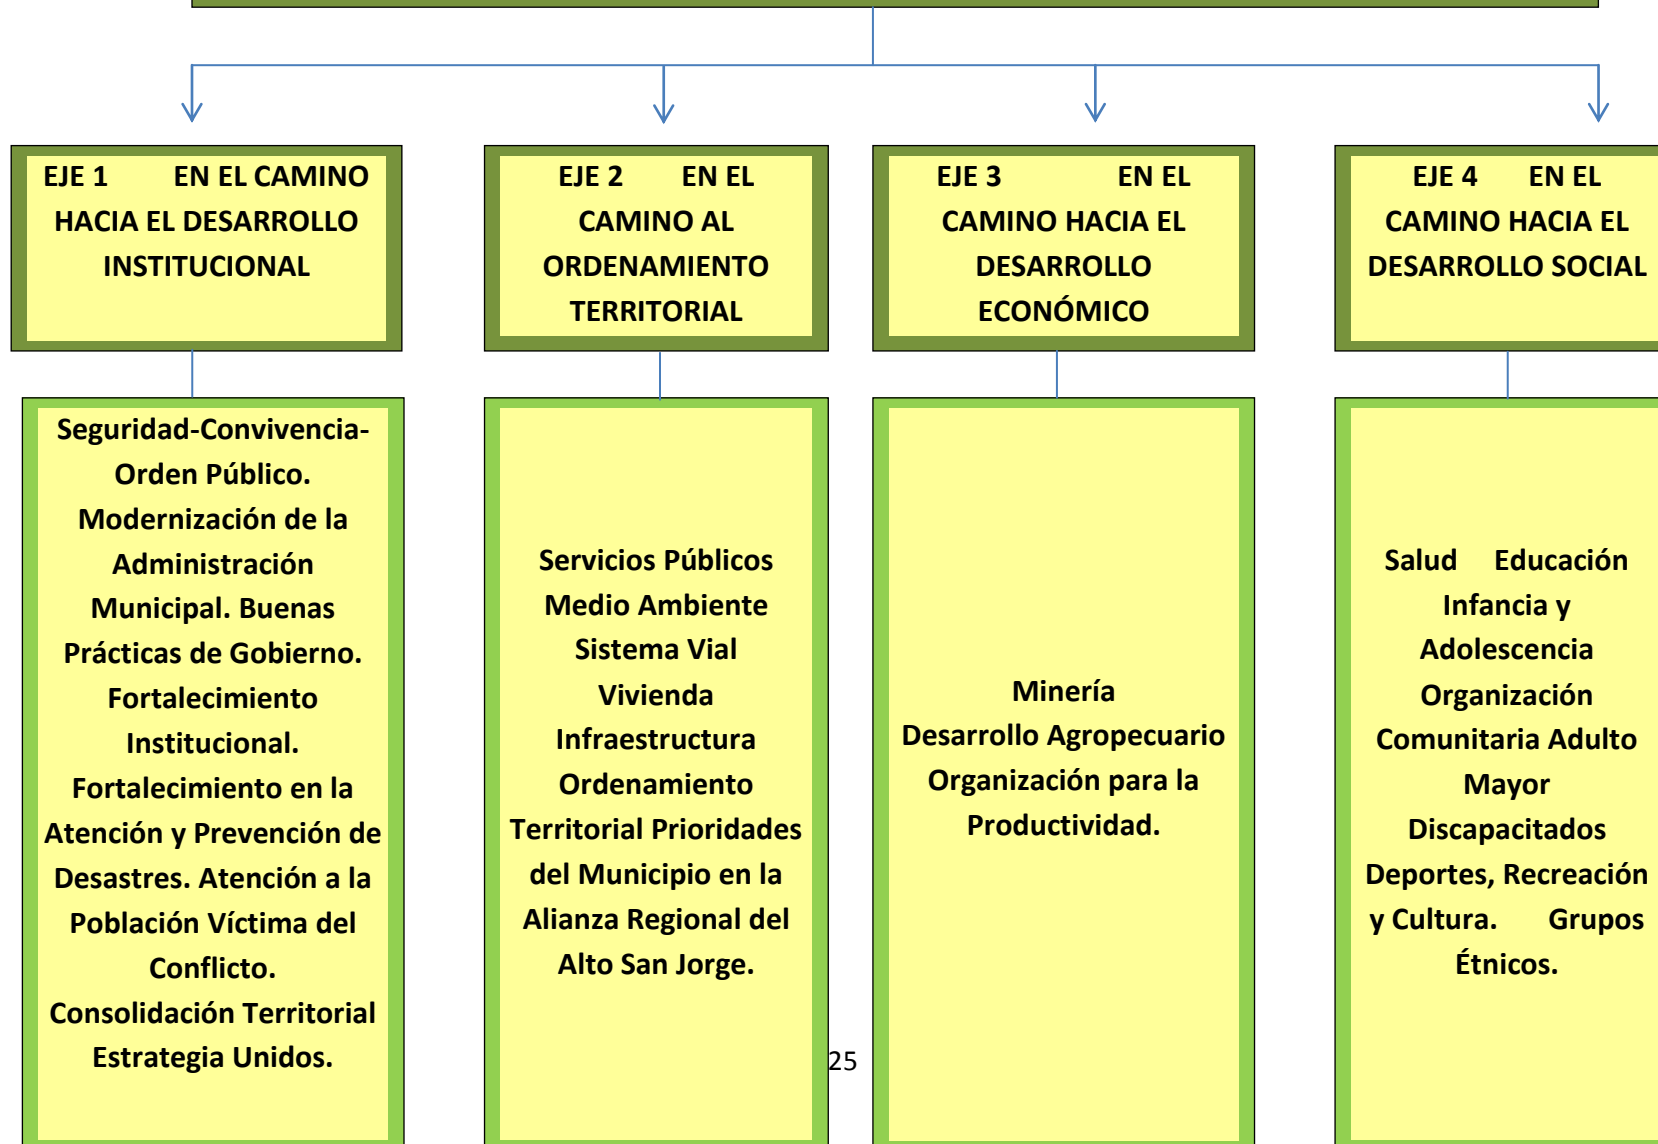 EJE 1 EN EL CAMINO
HACIA EL DESARROLLO
INSTITUCIONAL
EJE 2 EN EL
CAMINO AL
ORDENAMIENTO
TERRITORIAL
EJE 3 EN EL
CAMINO HACIA EL
DESARROLLO
ECONÓMICO
EJE 4 EN EL
CAMINO HACIA EL
DESARROLLO SOCIAL
Seguridad-Convivencia-
Orden Público.
Modernización de la
Administración
Municipal. Buenas
Prácticas de Gobierno.
Fortalecimiento
Institucional.
Fortalecimiento en la
Atención y Prevención de
Desastres. Atención a la
Población Víctima del
Conflicto.
Consolidación Territorial
Estrategia Unidos.
Servicios Públicos
Medio Ambiente
Sistema Vial
Vivienda
Infraestructura
Ordenamiento
Territorial Prioridades
del Municipio en la
Alianza Regional del
Alto San Jorge.
Minería
Desarrollo Agropecuario
Organización para la
Productividad.
Salud Educación
Infancia y
Adolescencia
Organización
Comunitaria Adulto
Mayor
Discapacitados
Deportes, Recreación
y Cultura. Grupos
Étnicos.
25